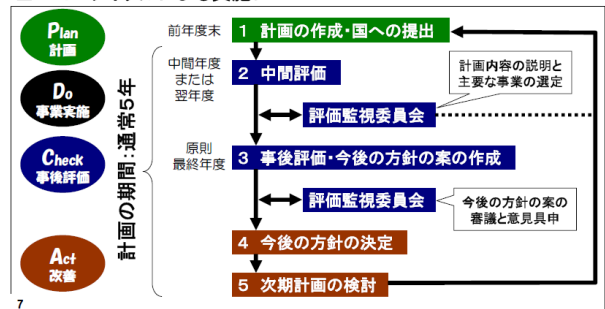 Plan
計画
Do
事業実施
Check
事後評価
Act
改善
計画の期間:通常5年
前年度末
1 計画の作成・国への提出
中間年度
または
翌年度
2 中間評価
計画内容の説明と
主要な事業の選定
評価監視委員会
原則
最終年度
3 事後評価・今後の方針の案の作成
評価監視委員会
今後の方針の案の
審議と意見具申
4 今後の方針の決定
5 次期計画の検討
7